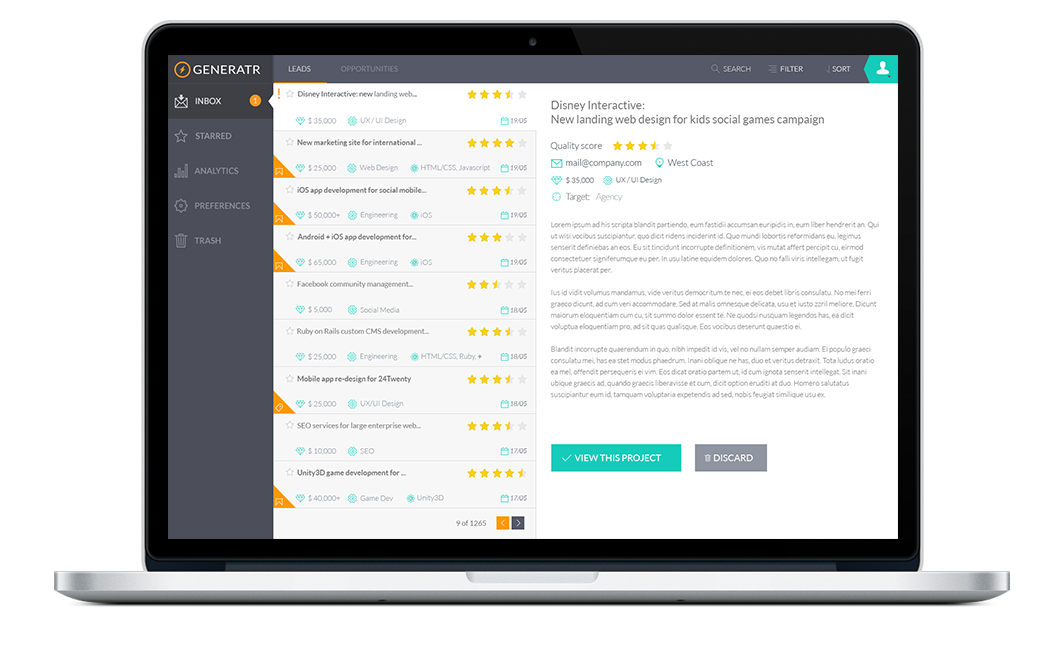 GENERATR
LEADS
OPPORTUNITIES
SEARCH
FILTER
SORT
INBOX
1
STARRED
ANALYTICS
PREFERENCES
TRASH
! Disney Interactive: new landing web...
$ 35,000 UX / UI Design 19/05
New marketing site for international ...
$ 25,000 Web Design HTML/CSS, Javascript 19/05
iOS app development for social mobile...
$ 50,000+ Engineering iOS 19/05
Android + iOS app development for...
$ 65,000 Engineering iOS 19/05
Facebook community management...
$ 5,000 Social Media 18/05
Ruby on Rails custom CMS development...
$ 25,000 Engineering HTML/CSS, Ruby, + 18/05
Mobile app re-design for 24Twenty
$ 25,000 UX/UI Design 18/05
SEO services for large enterprise web...
$ 10,000 SEO 17/05
Unity3D game development for ...
$ 40,000+ Game Dev Unity3D 17/05
9 of 1265 < >
Disney Interactive:
New landing web design for kids social games campaign
Quality score
mail@company.com West Coast
$ 35,000 UX / UI Design
Target: Agency
Lorem ipsum ad his scripta blandit partiendo, eum fastidii accumsan euripidis in, eum liber hendrerit an. Qui
ut wisi vocibus suscipiantur, quo dicit ridens inciderint id. Quo mundi lobortis reformidans eu, legimus
senserit definiebas an eos. Eu sit tincidunt incorrupte definitionem, vis mutat affert percipit cu, eirmod
consectetuer signiferumque eu per. In usu latine equidem dolores. Quo no falli viris intellegam, ut fugit
veritus placerat per.
Ius id vidit volumus mandamus, vide veritus democritum te nec, ei eos debet libris consulatu. No mei ferri
graeco dicunt, ad cum veri accommodare. Sed at malis omnesque delicata, usu et iusto zzril meliore. Dicunt
maiorum eloquentiam cum cu, sit summo dolor essent te. Ne quodsi nusquam legendos has, ea dicit
voluptua eloquentiam pro, ad sit quas qualisque. Eos vocibus deserunt quaestio ei.
Blandit incorrupte quaerendum in quo, nibh impedit id vis, vel no nullam semper audiam. Ei populo graeci
consulatu mei, has ea stet modus phaedrum. Inani oblique ne has, duo et veritus detraxit. Tota ludus oratio
ea mel, offendit persequeris ei vim. Eos dicat oratio partem ut, id cum ignota senserit intellegat. Sit inani
ubique graecis ad, quando graecis liberavisse et cum, dicit option eruditi at duo. Homero salutatus
suscipiantur eum id, tamquam voluptaria expetendis ad sed, nobis feugiat similique usu ex.
VIEW THIS PROJECT
DISCARD